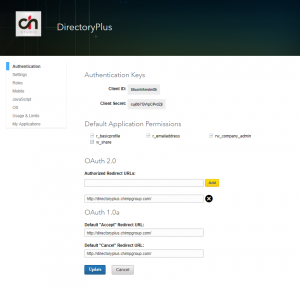 DirectoryPlus
Authentication
Settings
Roles
Mobile
JavaScript
OS
Usage & Limits
My Applications
Authentication Keys
Client ID:
Client Secret:
Default Application Permissions
r_basicprofile
r_emailaddress
rw_company_admin
w_share
OAuth 2.0
Authorized Redirect URLs:
Add
http://directoryplus.chimpgroup.com/
OAuth 1.0a
Default "Accept" Redirect URL:
http://directoryplus.chimpgroup.com/
Default "Cancel" Redirect URL:
http://directoryplus.chimpgroup.com/
Update
Cancel